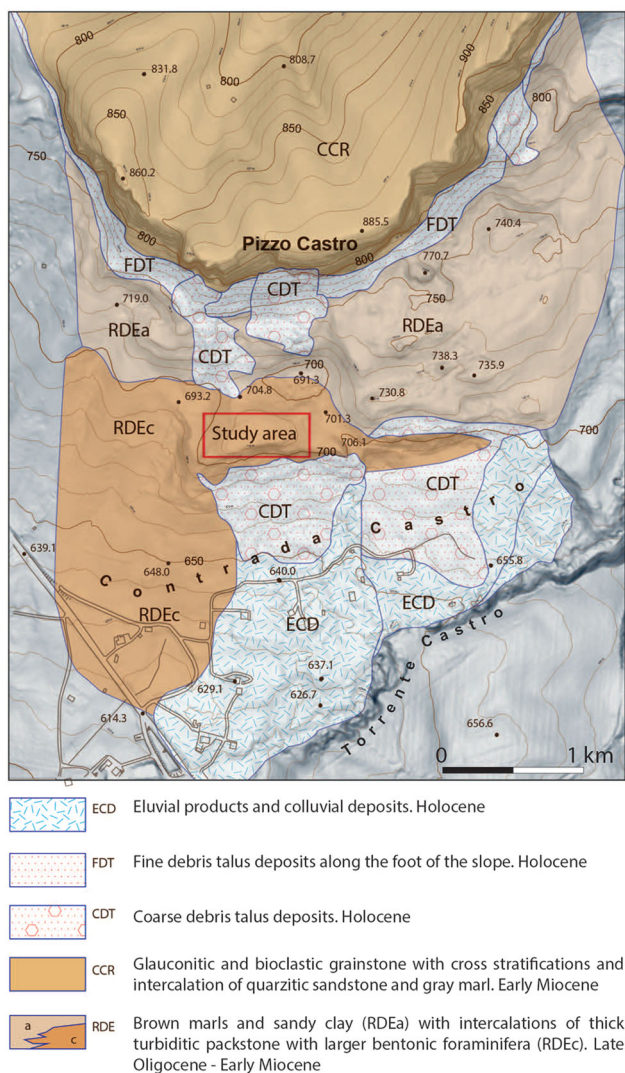 800
900
808.7
831.8
800
850
800
850
850
CCR
750
860.2
885.5
740.4
FDT
800
Pizzo Castro
800
FDT
770.7
CDT
750
719.0
RDEa
RDEa
CDT
700
738.3
735.9
691.3
704.8
693.2
730.8
701.3
RDEc
Study area
706.1
700
700
CDT
CDT
Contrada Castro
639.1
650
648.0
640.0
655.8
RDEc
ECD
ECD
Torrente Castro
637.1
629.1
626.7
614.3
656.6
0 1 km
ECD Eluvial products and colluvial deposits. Holocene
FDT Fine debris talus deposits along the foot of the slope. Holocene
CDT Coarse debris talus deposits. Holocene
CCR Glauconitic and bioclastic grainstone with cross stratifications and
intercalation of quarzitic sandstone and gray marl. Early Miocene
a c RDE Brown marls and sandy clay (RDEa) with intercalations of thick
turbiditic packstone with larger bentonic foraminifera (RDEc). Late
Oligocene - Early Miocene